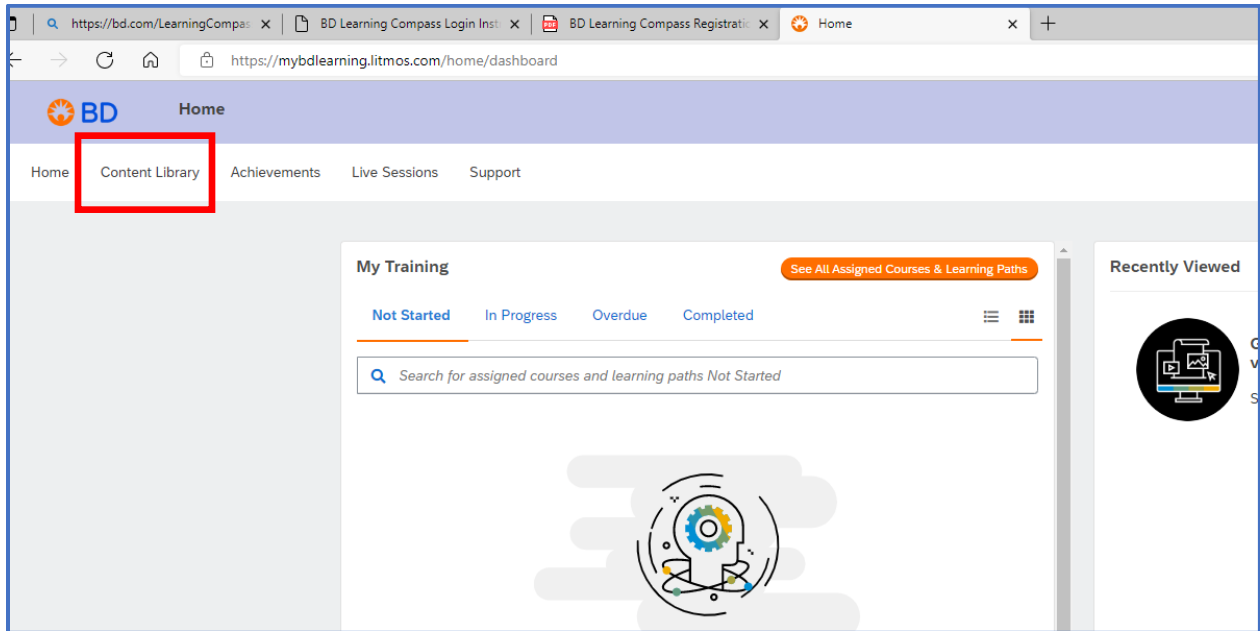 https://bd.com/LearningCompas
BD Learning Compass Login Inst
BD Learning Compass Registratic
Home
https://mybdlearning.litmos.com/home/dashboard
BD Home
Home Content Library Achievements Live Sessions Support
My Training
See All Assigned Courses & Learning Paths
Not Started In Progress Overdue Completed
Search for assigned courses and learning paths Not Started
Recently Viewed